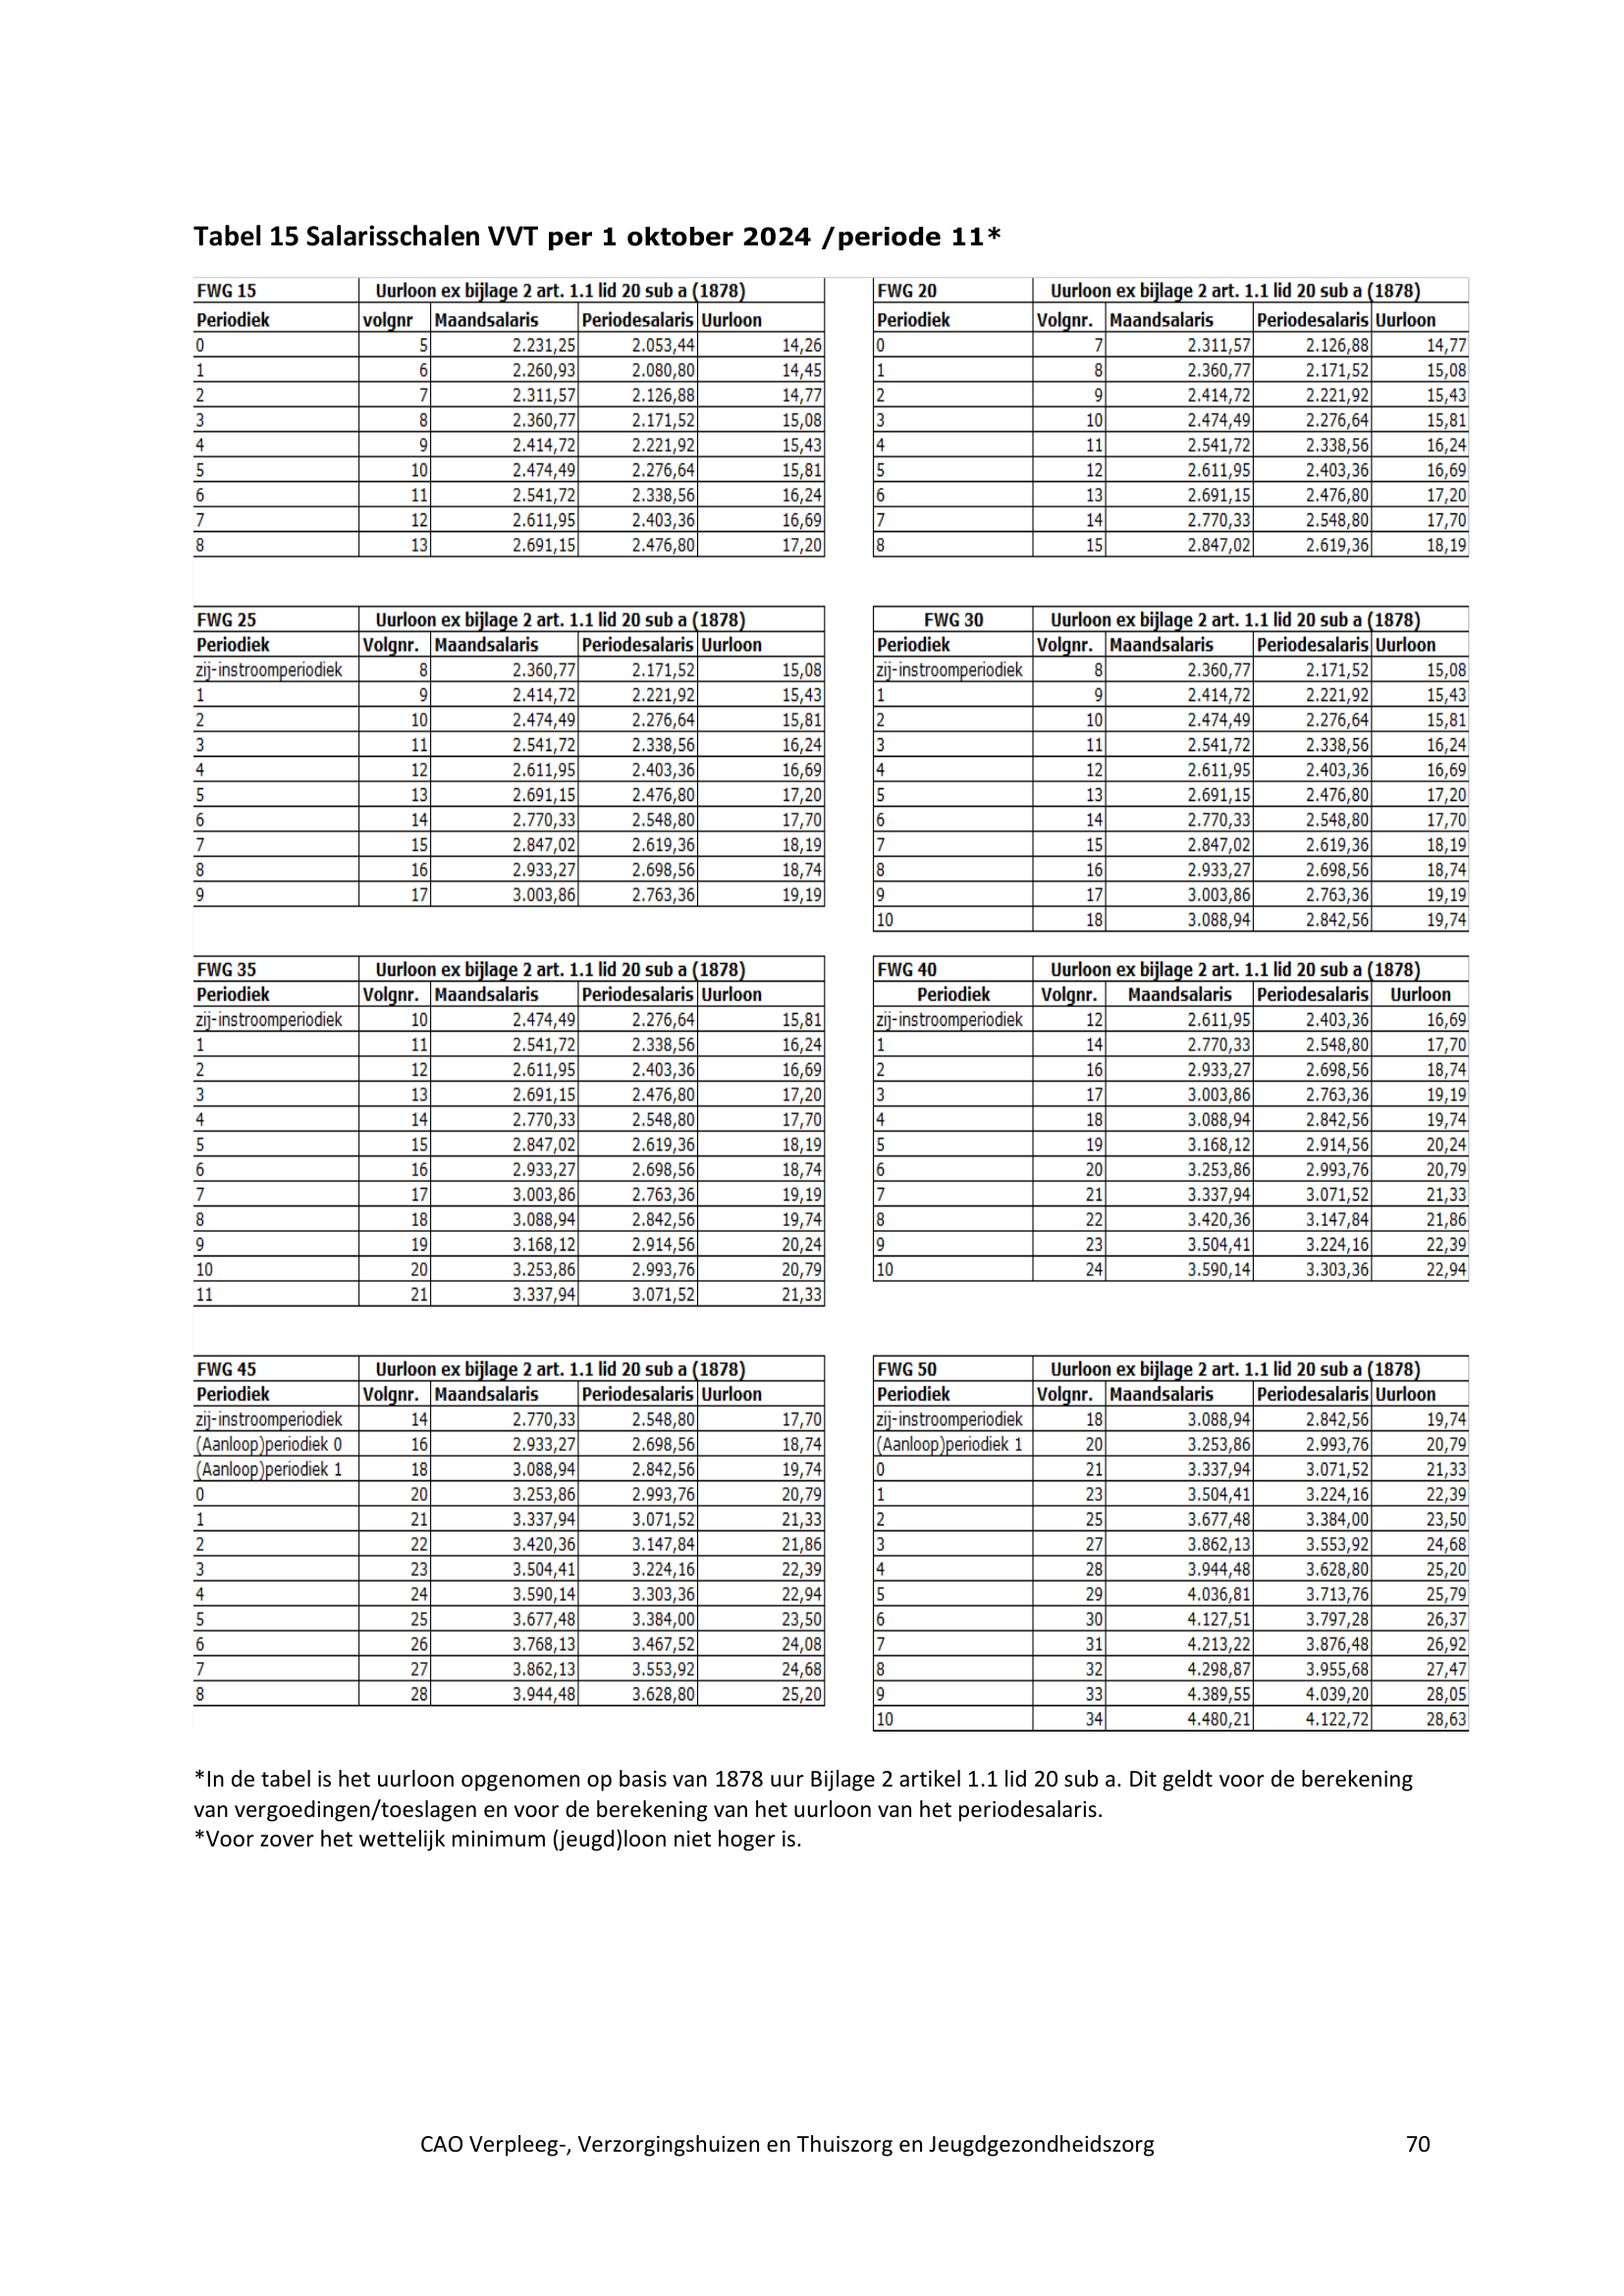 Tabel 15 Salarisschalen VVT per 1 oktober 2024 /periode 11*
FWG 15 Uurloon ex bijlage 2 art. 1.1 lid 20 sub a (1878)
Periodiek volgnr Maandsalaris Periodesalaris Uurloon
0 5 2.231,25 2.053,44 14,26
1 6 2.260,93 2.080,80 14,45
2 7 2.311,57 2.126,88 14,77
3 8 2.360,77 2.171,52 15,08
4 9 2.414,72 2.221,92 15,43
5 10 2.474,49 2.276,64 15,81
6 11 2.541,72 2.338,56 16,24
7 12 2.611,95 2.403,36 16,69
8 13 2.691,15 2.476,80 17,20
FWG 20 Uurloon ex bijlage 2 art. 1.1 lid 20 sub a (1878)
Periodiek Volgnr. Maandsalaris Periodesalaris Uurloon
0 7 2.311,57 2.126,88 14,77
1 8 2.360,77 2.171,52 15,08
2 9 2.414,72 2.221,92 15,43
3 10 2.474,49 2.276,64 15,81
4 11 2.541,72 2.338,56 16,24
5 12 2.611,95 2.403,36 16,69
6 13 2.691,15 2.476,80 17,20
7 14 2.770,33 2.548,80 17,70
8 15 2.847,02 2.619,36 18,19
FWG 25 Uurloon ex bijlage 2 art. 1.1 lid 20 sub a (1878)
Periodiek Volgnr. Maandsalaris Periodesalaris Uurloon
zij-instroomperiodiek 8 2.360,77 2.171,52 15,08
1 9 2.414,72 2.221,92 15,43
2 10 2.474,49 2.276,64 15,81
3 11 2.541,72 2.338,56 16,24
4 12 2.611,95 2.403,36 16,69
5 13 2.691,15 2.476,80 17,20
6 14 2.770,33 2.548,80 17,70
7 15 2.847,02 2.619,36 18,19
8 16 2.933,27 2.698,56 18,74
9 17 3.003,86 2.763,36 19,19
FWG 30 Uurloon ex bijlage 2 art. 1.1 lid 20 sub a (1878)
Periodiek Volgnr. Maandsalaris Periodesalaris Uurloon
zij-instroomperiodiek 8 2.360,77 2.171,52 15,08
1 9 2.414,72 2.221,92 15,43
2 10 2.474,49 2.276,64 15,81
3 11 2.541,72 2.338,56 16,24
4 12 2.611,95 2.403,36 16,69
5 13 2.691,15 2.476,80 17,20
6 14 2.770,33 2.548,80 17,70
7 15 2.847,02 2.619,36 18,19
8 16 2.933,27 2.698,56 18,74
9 17 3.003,86 2.763,36 19,19
10 18 3.088,94 2.842,56 19,74
FWG 35 Uurloon ex bijlage 2 art. 1.1 lid 20 sub a (1878)
Periodiek Volgnr. Maandsalaris Periodesalaris Uurloon
zij-instroomperiodiek 10 2.474,49 2.276,64 15,81
1 11 2.541,72 2.338,56 16,24
2 12 2.611,95 2.403,36 16,69
3 13 2.691,15 2.476,80 17,20
4 14 2.770,33 2.548,80 17,70
5 15 2.847,02 2.619,36 18,19
6 16 2.933,27 2.698,56 18,74
7 17 3.003,86 2.763,36 19,19
8 18 3.088,94 2.842,56 19,74
9 19 3.168,12 2.914,56 20,24
10 20 3.253,86 2.993,76 20,79
11 21 3.337,94 3.071,52 21,33
FWG 40 Uurloon ex bijlage 2 art. 1.1 lid 20 sub a (1878)
Periodiek Volgnr. Maandsalaris Periodesalaris Uurloon
zij-instroomperiodiek 12 2.611,95 2.403,36 16,69
1 14 2.770,33 2.548,80 17,70
2 16 2.933,27 2.698,56 18,74
3 17 3.003,86 2.763,36 19,19
4 18 3.088,94 2.842,56 19,74
5 19 3.168,12 2.914,56 20,24
6 20 3.253,86 2.993,76 20,79
7 21 3.337,94 3.071,52 21,33
8 22 3.420,36 3.147,84 21,86
9 23 3.504,41 3.224,16 22,39
10 24 3.590,14 3.303,36 22,94
FWG 45 Uurloon ex bijlage 2 art. 1.1 lid 20 sub a (1878)
Periodiek Volgnr. Maandsalaris Periodesalaris Uurloon
zij-instroomperiodiek 14 2.770,33 2.548,80 17,70
(Aanloop)periodiek 0 16 2.933,27 2.698,56 18,74
(Aanloop)periodiek 1 18 3.088,94 2.842,56 19,74
0 20 3.253,86 2.993,76 20,79
1 21 3.337,94 3.071,52 21,33
2 22 3.420,36 3.147,84 21,86
3 23 3.504,41 3.224,16 22,39
4 24 3.590,14 3.303,36 22,94
5 25 3.677,48 3.384,00 23,50
6 26 3.768,13 3.467,52 24,08
7 27 3.862,13 3.553,92 24,68
8 28 3.944,48 3.628,80 25,20
FWG 50 Uurloon ex bijlage 2 art. 1.1 lid 20 sub a (1878)
Periodiek Volgnr. Maandsalaris Periodesalaris Uurloon
zij-instroomperiodiek 18 3.088,94 2.842,56 19,74
(Aanloop)periodiek 1 20 3.253,86 2.993,76 20,79
0 21 3.337,94 3.071,52 21,33
1 23 3.504,41 3.224,16 22,39
2 25 3.677,48 3.384,00 23,50
3 27 3.862,13 3.553,92 24,68
4 28 3.944,48 3.628,80 25,20
5 29 4.036,81 3.713,76 25,79
6 30 4.127,51 3.797,28 26,37
7 31 4.213,22 3.876,48 26,92
8 32 4.298,87 3.955,68 27,47
9 33 4.389,55 4.039,20 28,05
10 34 4.480,21 4.122,72 28,63
*In de tabel is het uurloon opgenomen op basis van 1878 uur Bijlage 2 artikel 1.1 lid 20 sub a. Dit geldt voor de berekening
van vergoedingen/toeslagen en voor de berekening van het uurloon van het periodesalaris.
*Voor zover het wettelijk minimum (jeugd)loon niet hoger is.
CAO Verpleeg-, Verzorgingshuizen en Thuiszorg en Jeugdgezondheidszorg 70